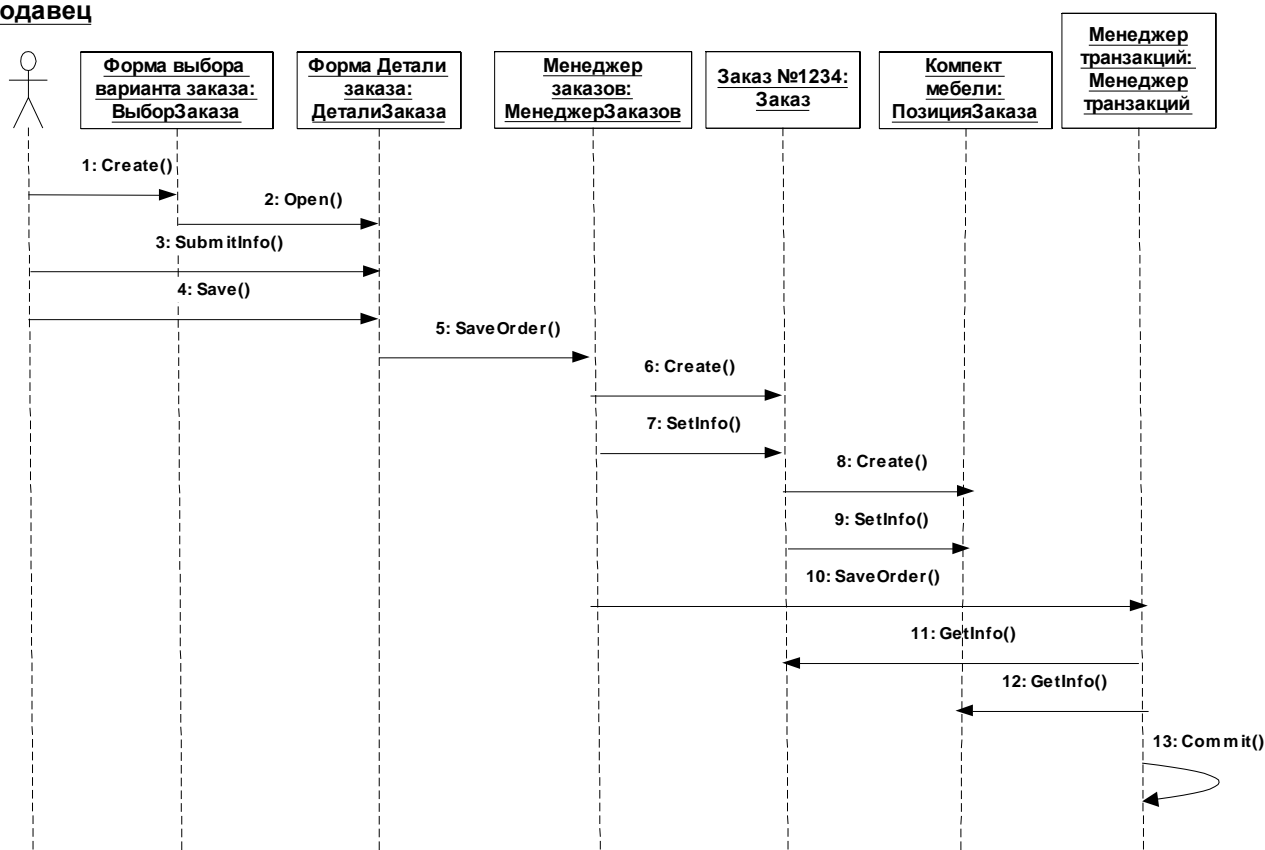 одавец
Форма выбора
варианта заказа:
ВыборЗаказа
Форма Детали
заказа:
ДеталиЗаказа
Менеджер
заказов:
МенеджерЗаказов
Заказ №1234:
Заказ
Компект
мебели:
ПозицияЗаказа
Менеджер
транзакций:
Менеджер
транзакций
1: Create()
2: Open()
3: SubmitInfo()
4: Save()
5: SaveOrder()
6: Create()
7: SetInfo()
8: Create()
9: SetInfo()
10: SaveOrder()
11: GetInfo()
12: GetInfo()
13: Commit()